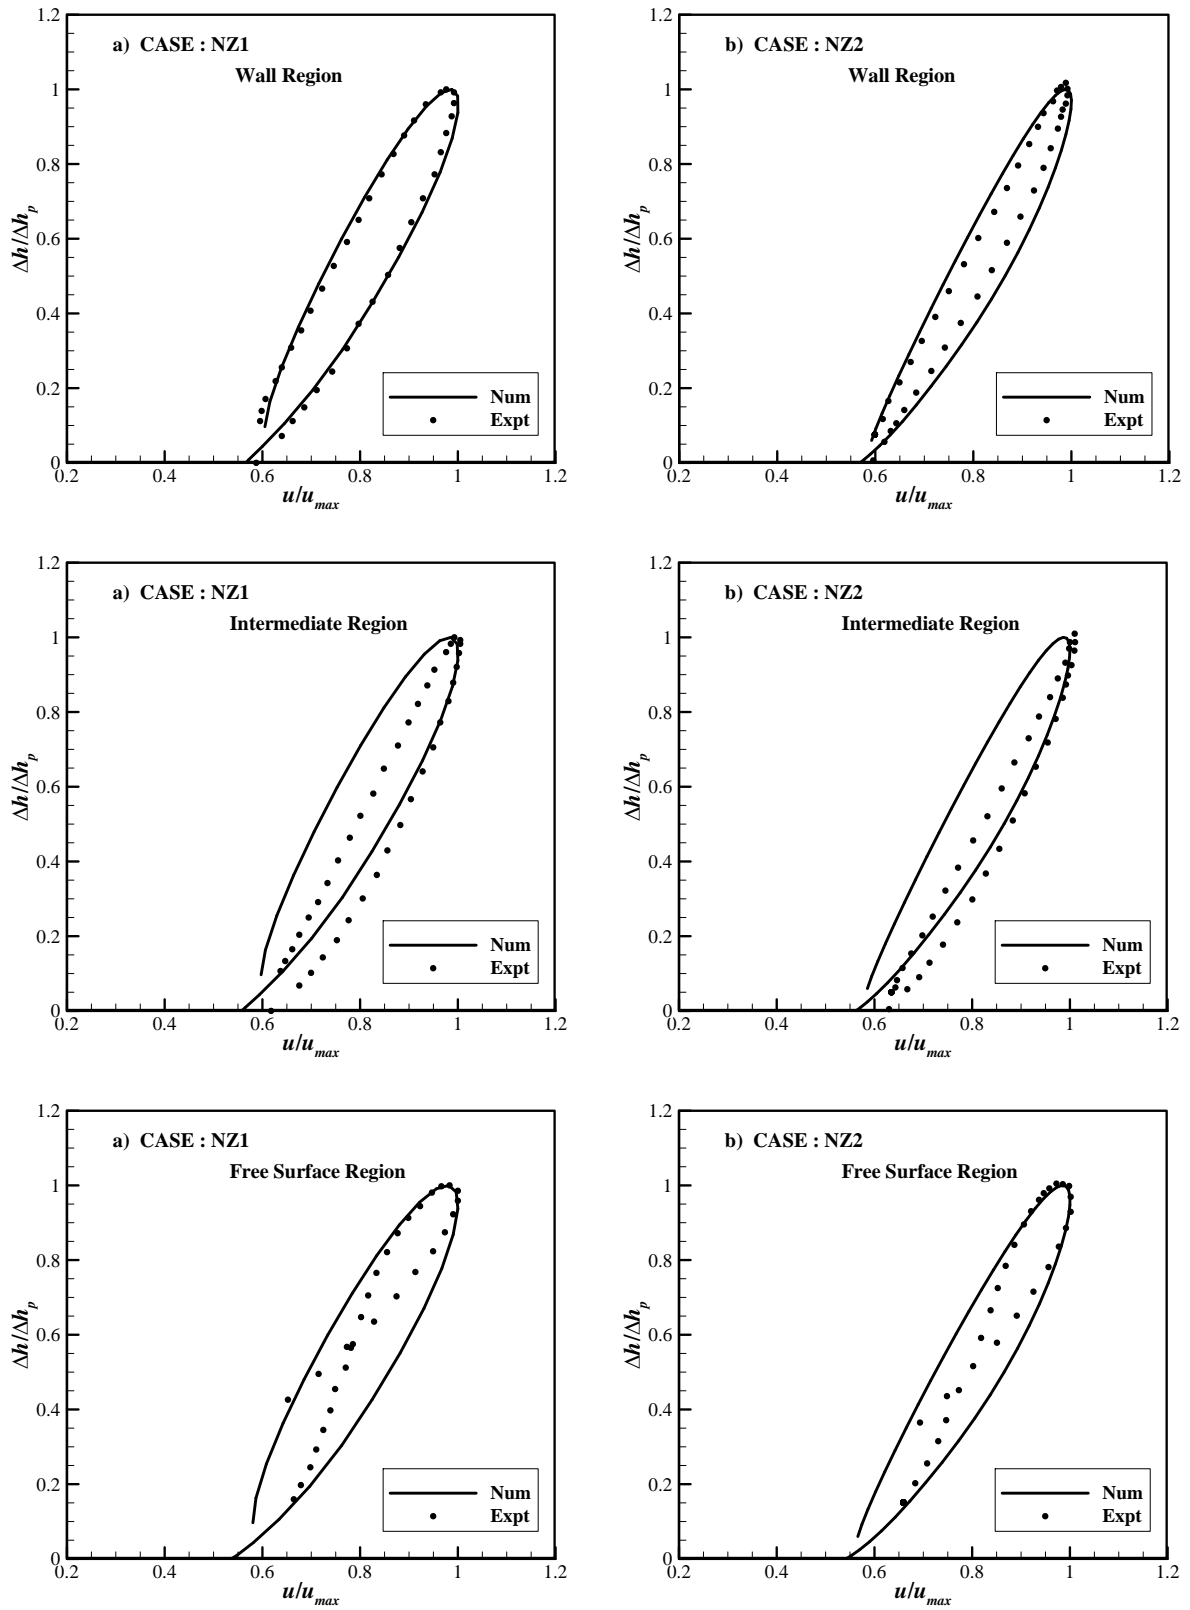 a) CASE : NZ1
Wall Region
1.2
1
0.8
0.6
0.4
0.2
0
Δh/Δh_p
Num
Expt
0.2 0.4 0.6 0.8 1 1.2
u/u_max
b) CASE : NZ2
Wall Region
1.2
1
0.8
0.6
0.4
0.2
0
Δh/Δh_p
Num
Expt
0.2 0.4 0.6 0.8 1 1.2
u/u_max
a) CASE : NZ1
Intermediate Region
1.2
1
0.8
0.6
0.4
0.2
0
Δh/Δh_p
Num
Expt
0.2 0.4 0.6 0.8 1 1.2
u/u_max
b) CASE : NZ2
Intermediate Region
1.2
1
0.8
0.6
0.4
0.2
0
Δh/Δh_p
Num
Expt
0.2 0.4 0.6 0.8 1 1.2
u/u_max
a) CASE : NZ1
Free Surface Region
1.2
1
0.8
0.6
0.4
0.2
0
Δh/Δh_p
Num
Expt
0.2 0.4 0.6 0.8 1 1.2
u/u_max
b) CASE : NZ2
Free Surface Region
1.2
1
0.8
0.6
0.4
0.2
0
Δh/Δh_p
Num
Expt
0.2 0.4 0.6 0.8 1 1.2
u/u_max